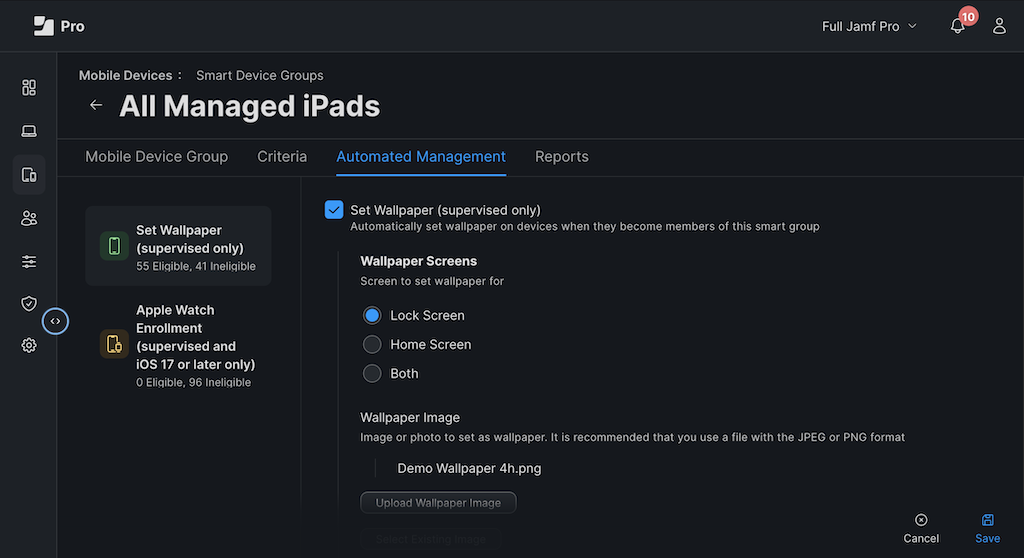 Pro
Full Jamf Pro
10
Mobile Devices :
Smart Device Groups
All Managed iPads
Mobile Device Group
Criteria
Automated Management
Reports
Set Wallpaper
(supervised only)
55 Eligible, 41 Ineligible
Apple Watch
Enrollment
(supervised and
iOS 17 or later only)
0 Eligible, 96 Ineligible
Set Wallpaper (supervised only)
Automatically set wallpaper on devices when they become members of this smart group
Wallpaper Screens
Screen to set wallpaper for
Lock Screen
Home Screen
Both
Wallpaper Image
Image or photo to set as wallpaper. It is recommended that you use a file with the JPEG or PNG format
Demo Wallpaper 4h.png
Upload Wallpaper Image
Select Existing Image
Cancel
Save